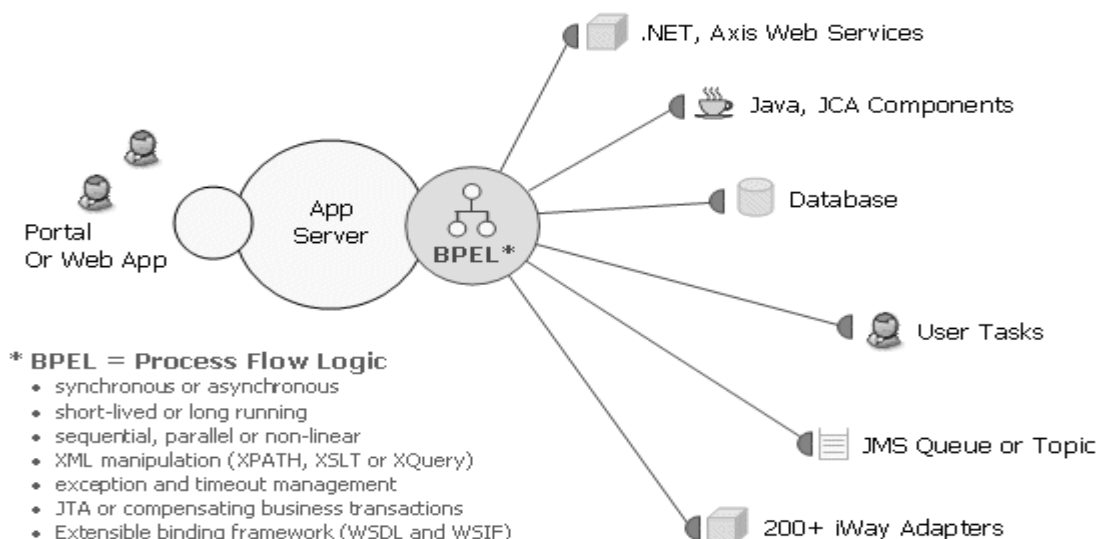 .NET, Axis Web Services
Java, JCA Components
Database
User Tasks
JMS Queue or Topic
200+ iWay Adapters
Portal
Or Web App
App
Server
BPEL*
* BPEL = Process Flow Logic
• synchronous or asynchronous
• short-lived or long running
• sequential, parallel or non-linear
• XML manipulation (XPATH, XSLT or XQuery)
• exception and timeout management
• JTA or compensating business transactions
• Extensible binding framework (WSDL and WSIF)